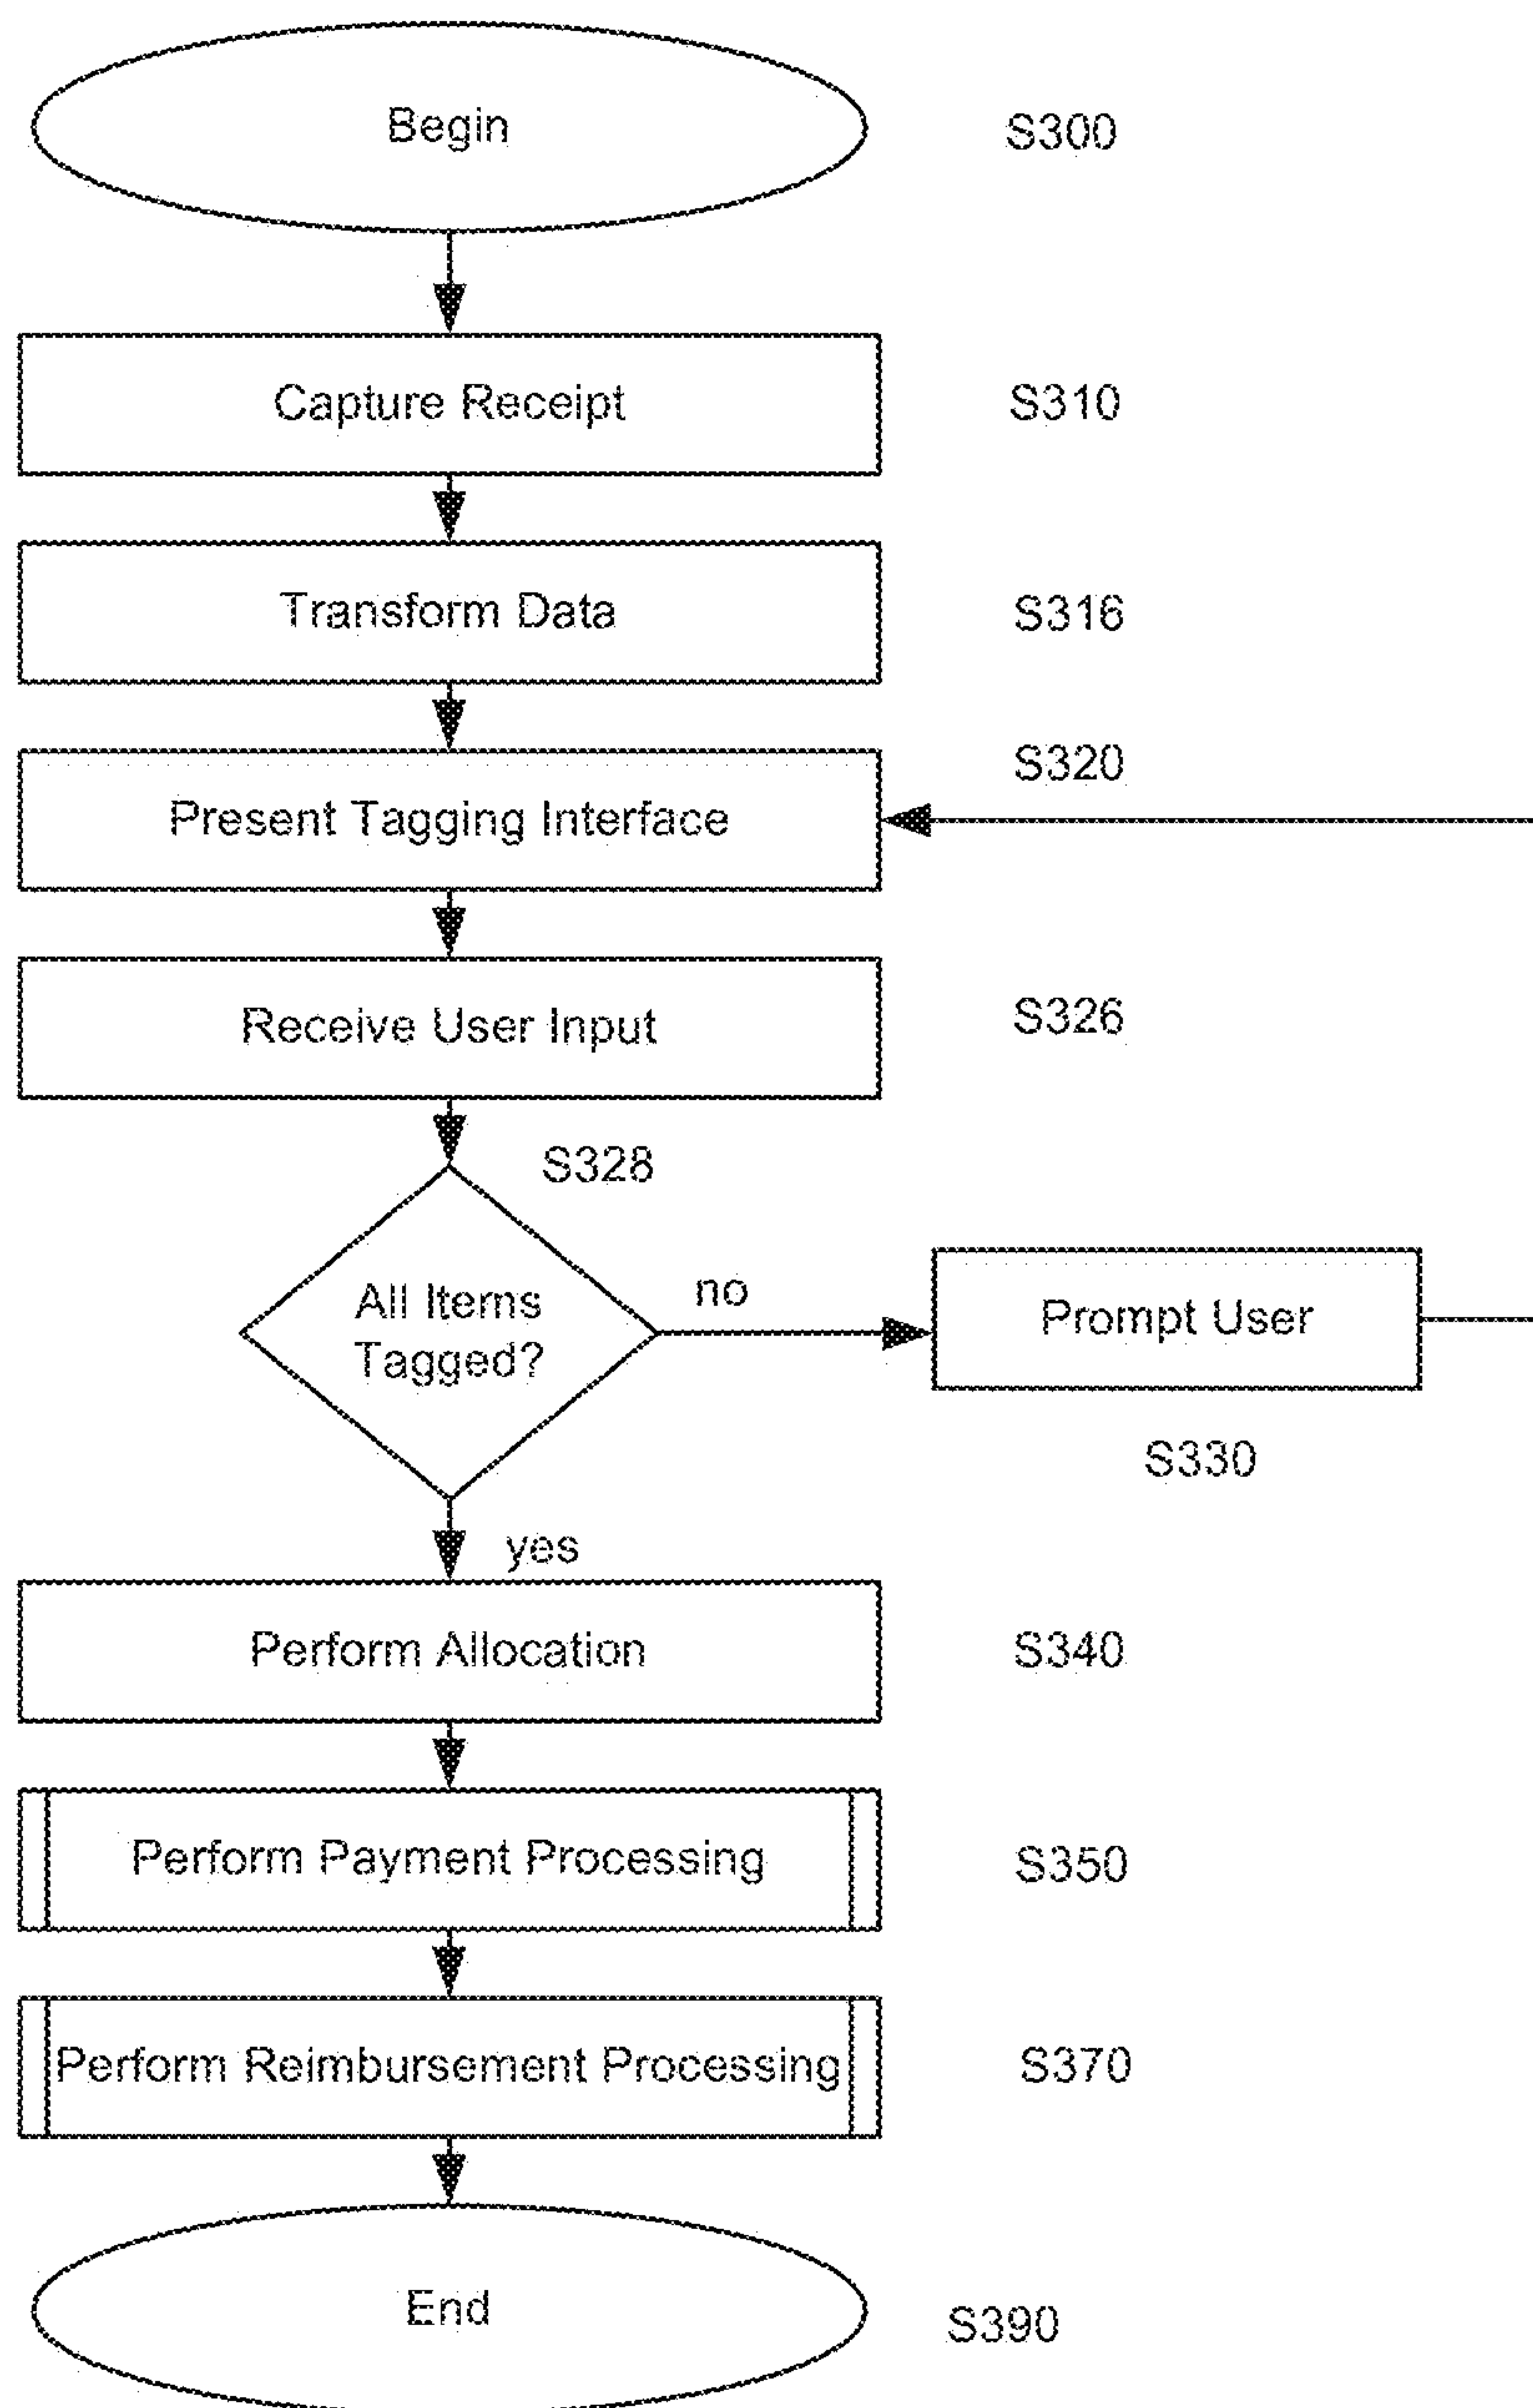 Begin
S300
Capture Receipt
S310
Transform Data
S316
Present Tagging Interface
S320
Receive User Input
S326
S328
All Items
Tagged?
no
Prompt User
S330
yes
Perform Allocation
S340
Perform Payment Processing
S350
Perform Reimbursement Processing
S370
End
S390